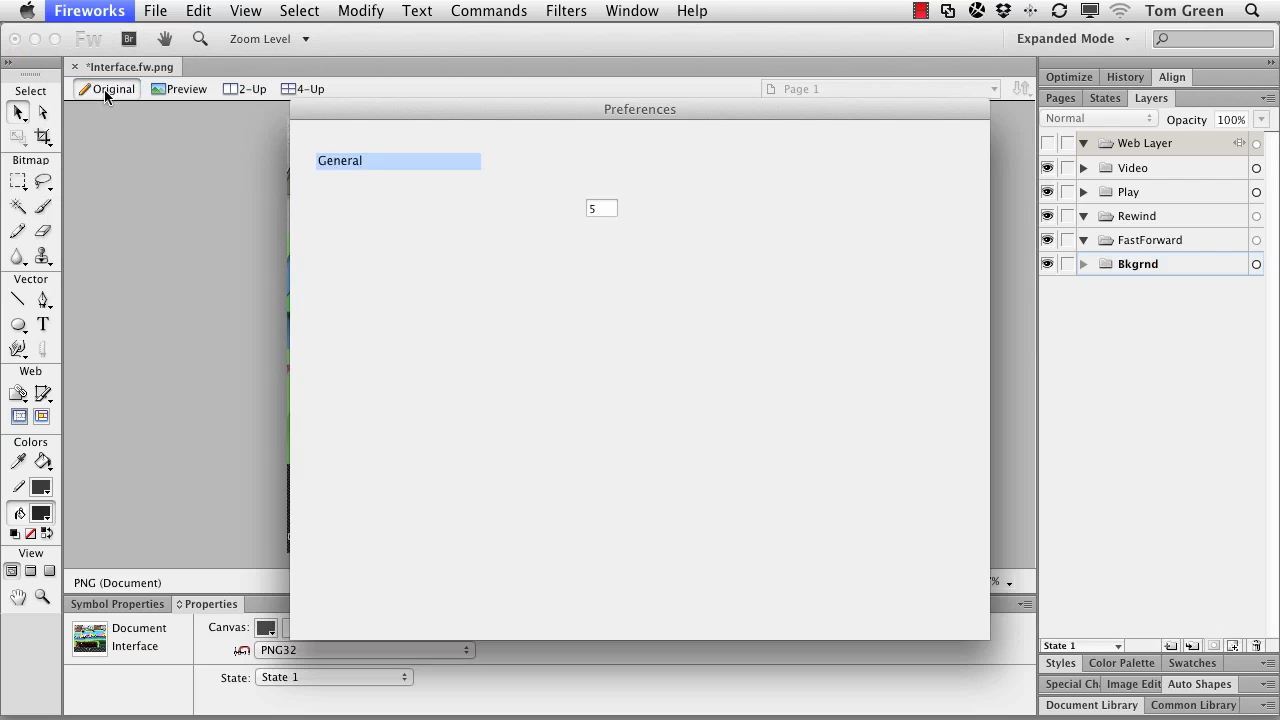 Fireworks File Edit View Select Modify Text Commands Filters Window Help Tom Green
Fw Br Zoom Level Expanded Mode
*Interface.fw.png
Original Preview 2-Up 4-Up Page 1
Preferences
General
5
Select
Bitmap
Vector
T
Web
Colors
View
Optimize History Align
Pages States Layers
Normal Opacity 100%
Web Layer
Video
Play
Rewind
FastForward
Bkgrnd
State 1
Styles Color Palette Swatches
Special Ch Image Edit Auto Shapes
Document Library Common Library
PNG (Document) %
Symbol Properties Properties
Document Canvas:
Interface PNG32
State: State 1